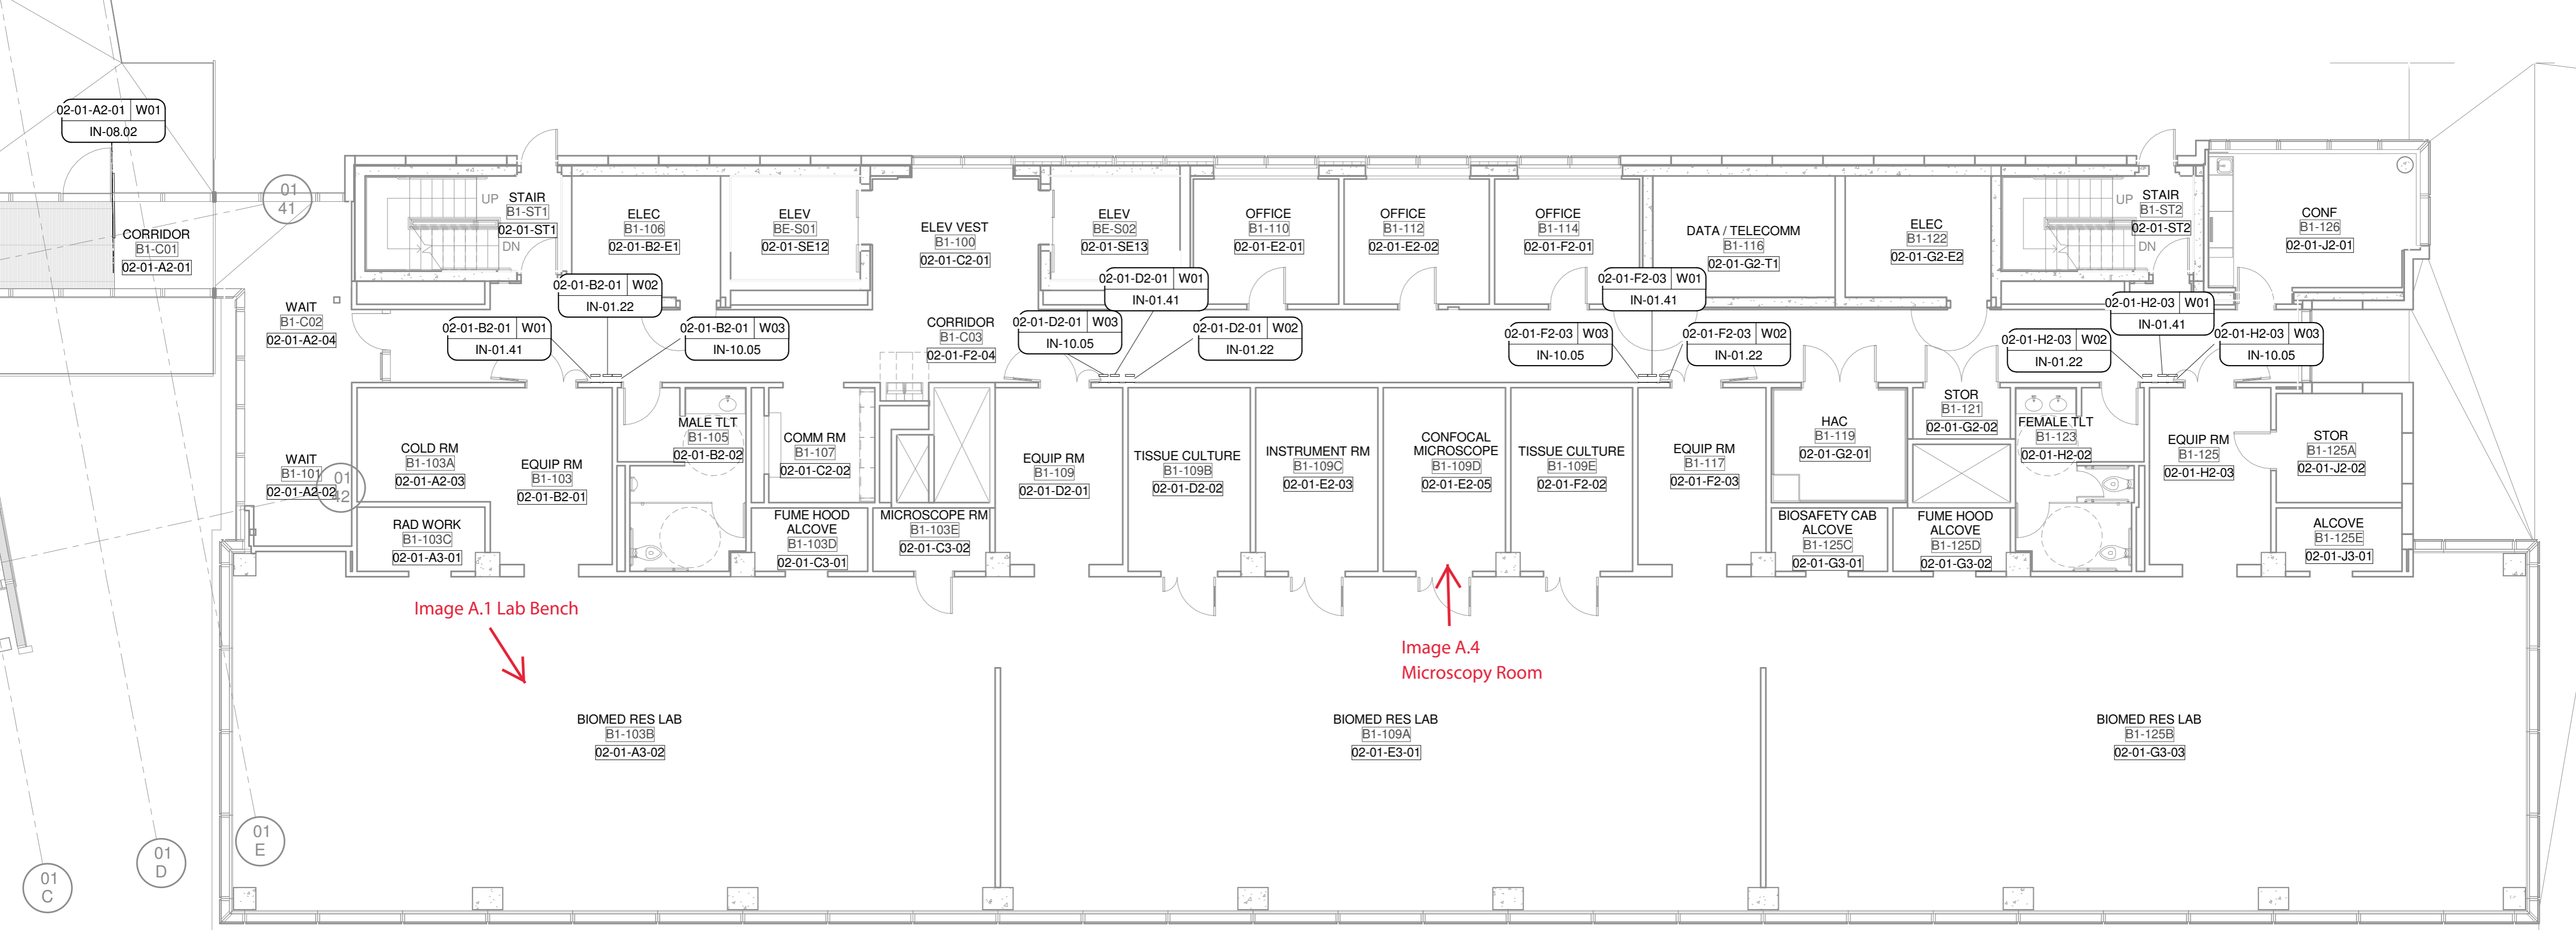 02-01-A2-01 W01
IN-08.02
01
41
CORRIDOR
B1-C01
02-01-A2-01
UP
STAIR
B1-ST1
02-01-ST1
DN
ELEC
B1-106
02-01-B2-E1
ELEV
BE-S01
02-01-SE12
ELEV VEST
B1-100
02-01-C2-01
ELEV
BE-S02
02-01-SE13
OFFICE
B1-110
02-01-E2-01
OFFICE
B1-112
02-01-E2-02
OFFICE
B1-114
02-01-F2-01
DATA / TELECOMM
B1-116
02-01-G2-T1
ELEC
B1-122
02-01-G2-E2
UP
STAIR
B1-ST2
02-01-ST2
DN
CONF
B1-126
02-01-J2-01
WAIT
B1-C02
02-01-A2-04
02-01-B2-01 W01
IN-01.41
02-01-B2-01 W02
IN-01.22
02-01-B2-01 W03
IN-10.05
CORRIDOR
B1-C03
02-01-F2-04
02-01-D2-01 W03
IN-10.05
02-01-D2-01 W01
IN-01.41
02-01-D2-01 W02
IN-01.22
02-01-F2-03 W03
IN-10.05
02-01-F2-03 W01
IN-01.41
02-01-F2-03 W02
IN-01.22
02-01-H2-03 W02
IN-01.22
02-01-H2-03 W01
IN-01.41
02-01-H2-03 W03
IN-10.05
WAIT
B1-101
02-01-A2-02
01
42
COLD RM
B1-103A
02-01-A2-03
EQUIP RM
B1-103
02-01-B2-01
MALE TLT
B1-105
02-01-B2-02
COMM RM
B1-107
02-01-C2-02
EQUIP RM
B1-109
02-01-D2-01
TISSUE CULTURE
B1-109B
02-01-D2-02
INSTRUMENT RM
B1-109C
02-01-E2-03
CONFOCAL
MICROSCOPE
B1-109D
02-01-E2-05
TISSUE CULTURE
B1-109E
02-01-F2-02
EQUIP RM
B1-117
02-01-F2-03
HAC
B1-119
02-01-G2-01
STOR
B1-121
02-01-G2-02
FEMALE TLT
B1-123
02-01-H2-02
EQUIP RM
B1-125
02-01-H2-03
STOR
B1-125A
02-01-J2-02
RAD WORK
B1-103C
02-01-A3-01
FUME HOOD
ALCOVE
B1-103D
02-01-C3-01
MICROSCOPE RM
B1-103E
02-01-C3-02
BIOSAFETY CAB
ALCOVE
B1-125C
02-01-G3-01
FUME HOOD
ALCOVE
B1-125D
02-01-G3-02
ALCOVE
B1-125E
02-01-J3-01
Image A.1 Lab Bench
Image A.4
Microscopy Room
BIOMED RES LAB
B1-103B
02-01-A3-02
BIOMED RES LAB
B1-109A
02-01-E3-01
BIOMED RES LAB
B1-125B
02-01-G3-03
01
C
01
D
01
E